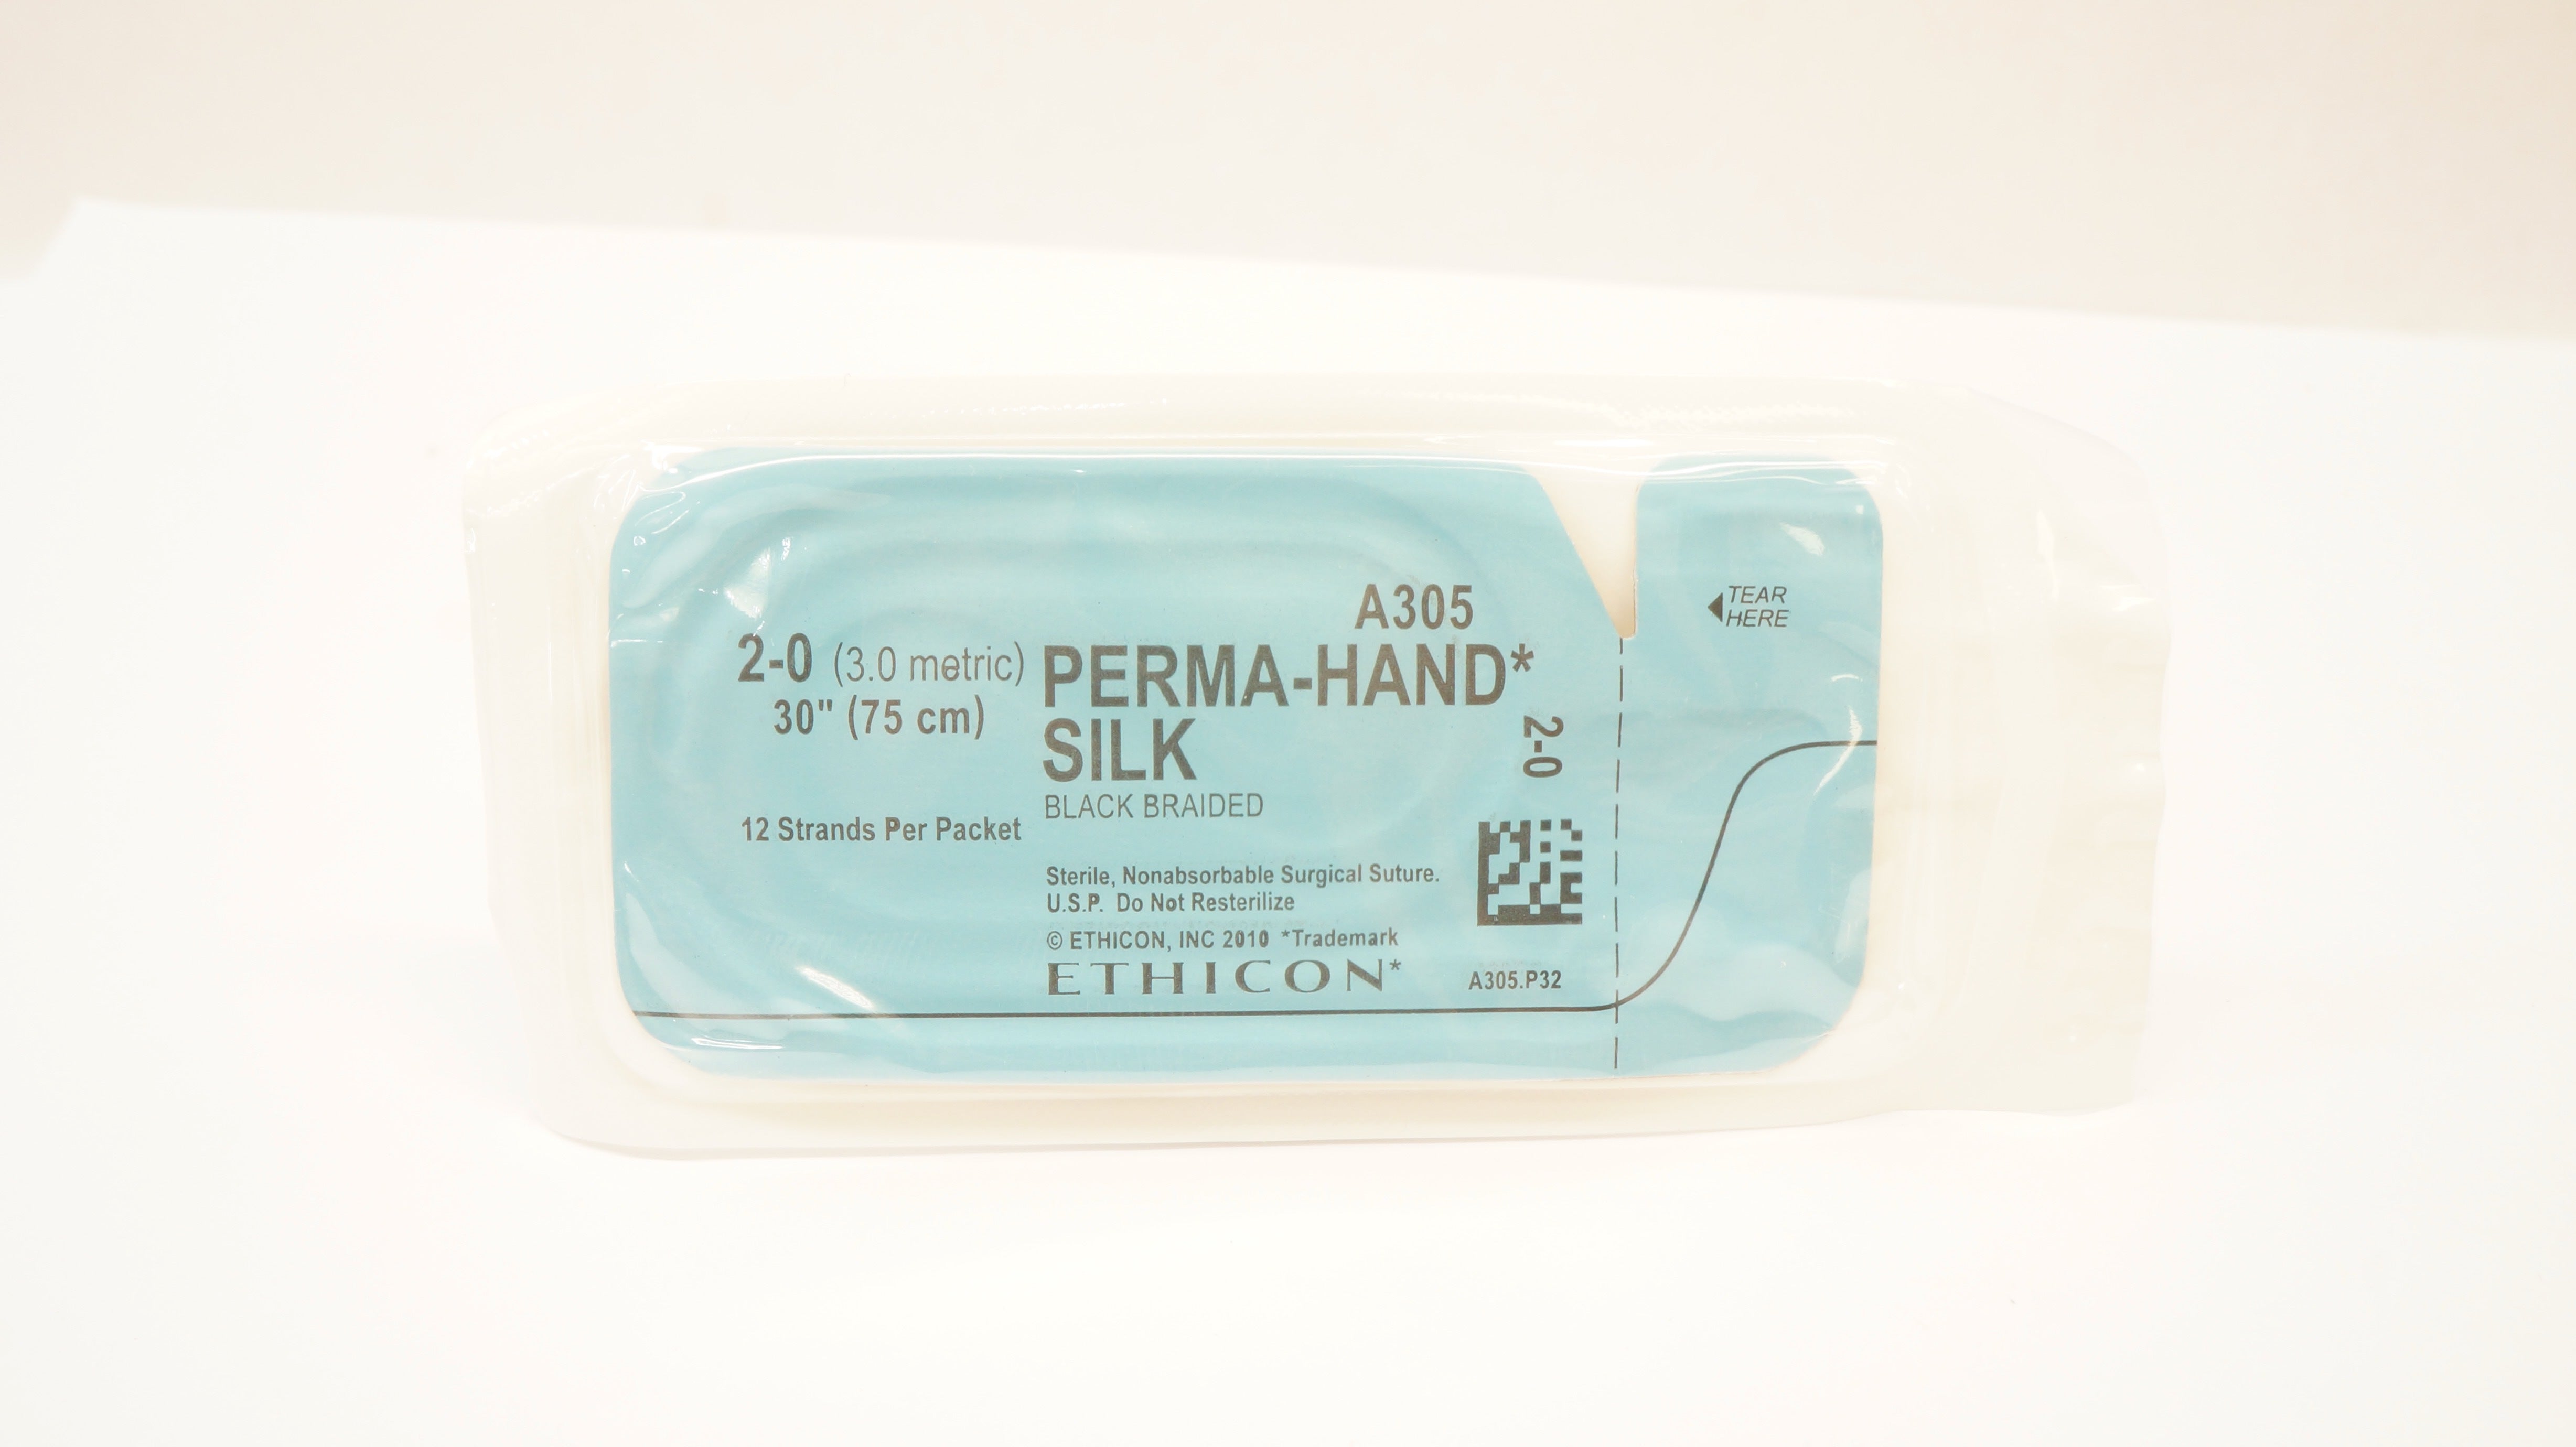 A305
2-0 (3.0 metric)
30" (75 cm)
12 Strands Per Packet
PERMA-HAND*
SILK
BLACK BRAIDED
2-0
Sterile, Nonabsorbable Surgical Suture.
U.S.P. Do Not Resterilize
© ETHICON, INC 2010 *Trademark
ETHICON*
A305.P32
TEAR
HERE